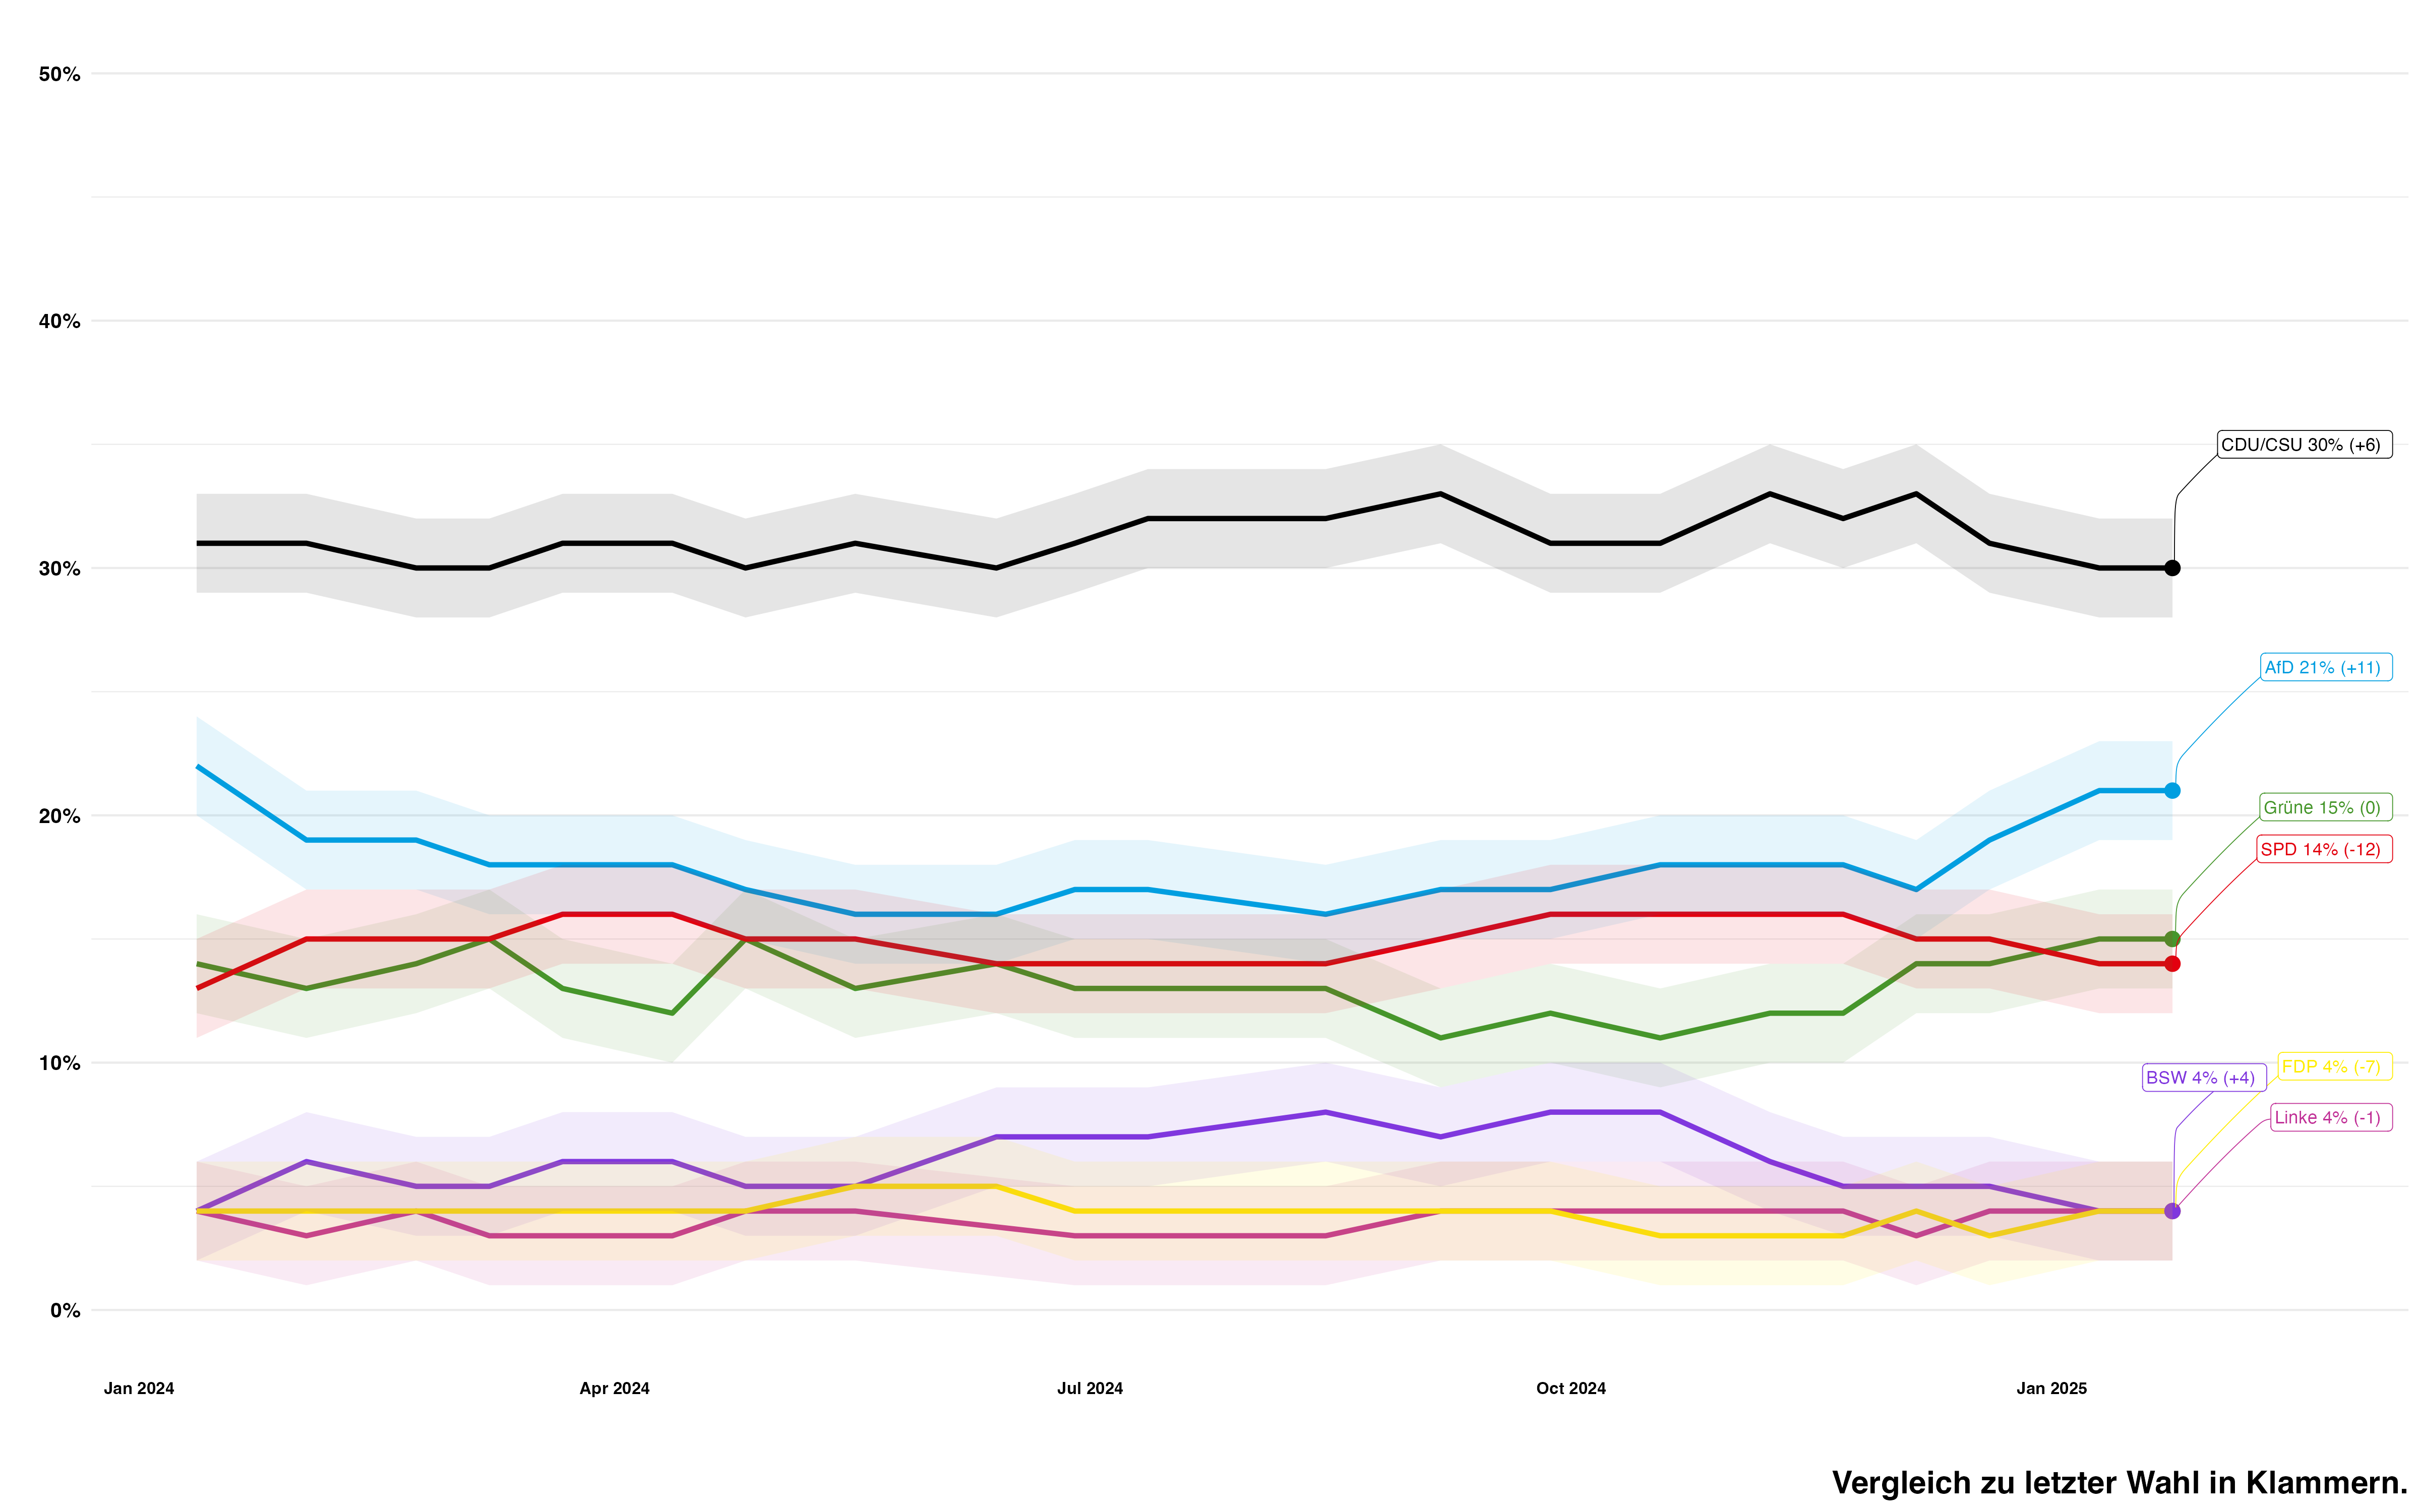 50%
40%
30%
20%
10%
0%
CDU/CSU 30% (+6)
AfD 21% (+11)
Grüne 15% (0)
SPD 14% (-12)
FDP 4% (-7)
BSW 4% (+4)
Linke 4% (-1)
Jan 2024
Apr 2024
Jul 2024
Oct 2024
Jan 2025
Vergleich zu letzter Wahl in Klammern.